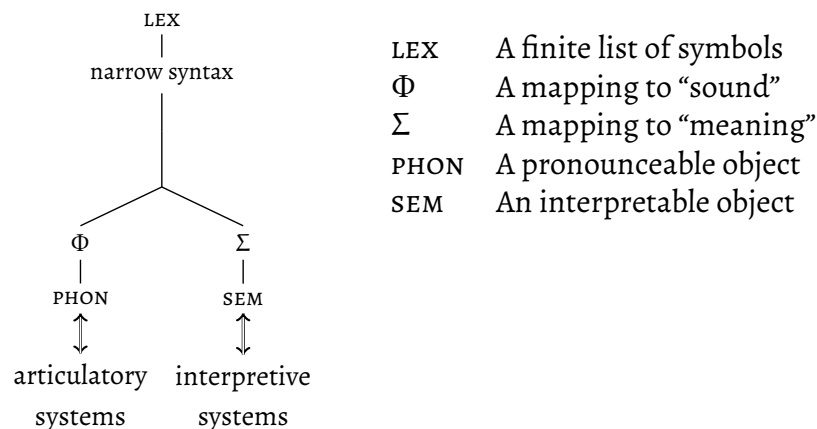 LEX
narrow syntax
Φ Σ
PHON SEM
articulatory interpretive
systems systems
LEX A finite list of symbols
Φ A mapping to “sound”
Σ A mapping to “meaning”
PHON A pronounceable object
SEM An interpretable object